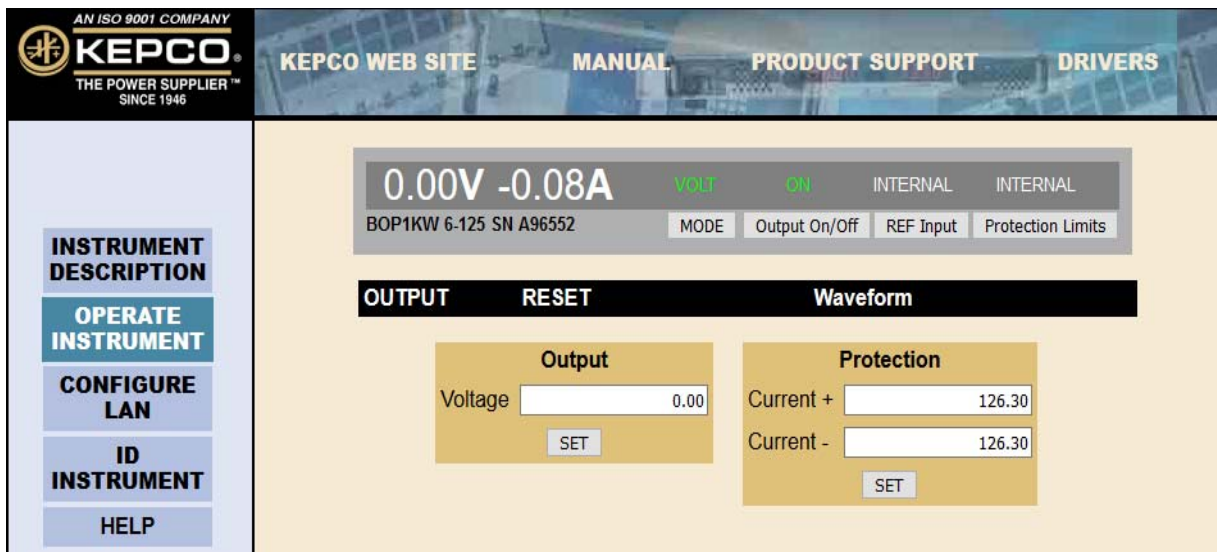 AN ISO 9001 COMPANY
KEPCO®
THE POWER SUPPLIER™
SINCE 1946
KEPCO WEB SITE MANUAL PRODUCT SUPPORT DRIVERS
INSTRUMENT
DESCRIPTION
OPERATE
INSTRUMENT
CONFIGURE
LAN
ID
INSTRUMENT
HELP
0.00V -0.08A VOLT ON INTERNAL INTERNAL
BOP1KW 6-125 SN A96552 MODE Output On/Off REF Input Protection Limits
OUTPUT RESET Waveform
Output
Voltage 0.00
SET
Protection
Current + 126.30
Current - 126.30
SET